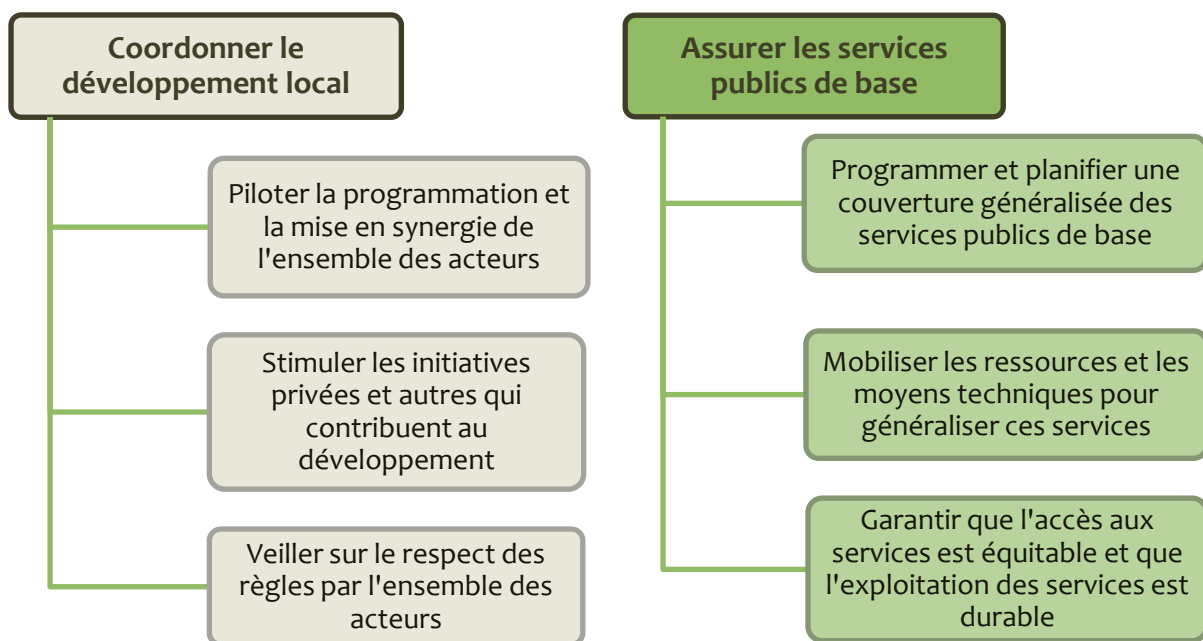 Coordonner le
développement local
Piloter la programmation et
la mise en synergie de
l'ensemble des acteurs
Stimuler les initiatives
privées et autres qui
contribuent au
développement
Veiller sur le respect des
règles par l'ensemble des
acteurs
Assurer les services
publics de base
Programmer et planifier une
couverture généralisée des
services publics de base
Mobiliser les ressources et les
moyens techniques pour
généraliser ces services
Garantir que l'accès aux
services est équitable et que
l'exploitation des services est
durable